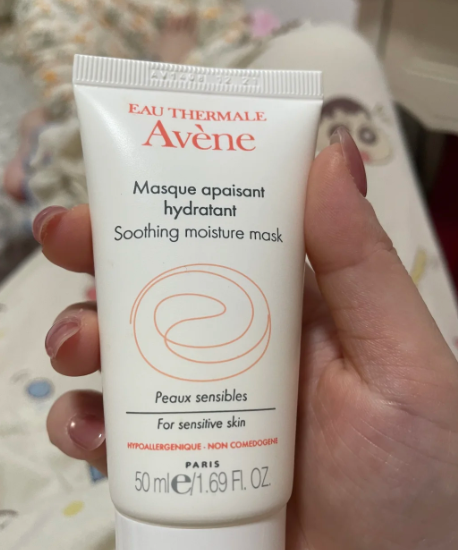 EAU THERMALE
Avène
Masque apaisant
hydratant
Soothing moisture mask
Peaux sensibles
For sensitive skin
HYPOALLERGENIQUE - NON COMEDOGENE
PARIS
50 ml e/1.69 FL. OZ.